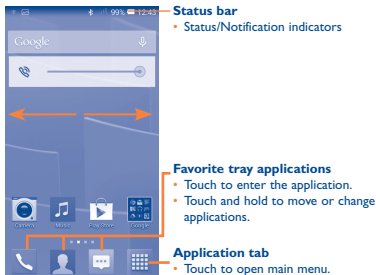 99% 12:43
Google
Camera
Music
Play Store
Google
Status bar
• Status/Notification indicators
Favorite tray applications
• Touch to enter the application.
• Touch and hold to move or change
applications.
Application tab
• Touch to open main menu.